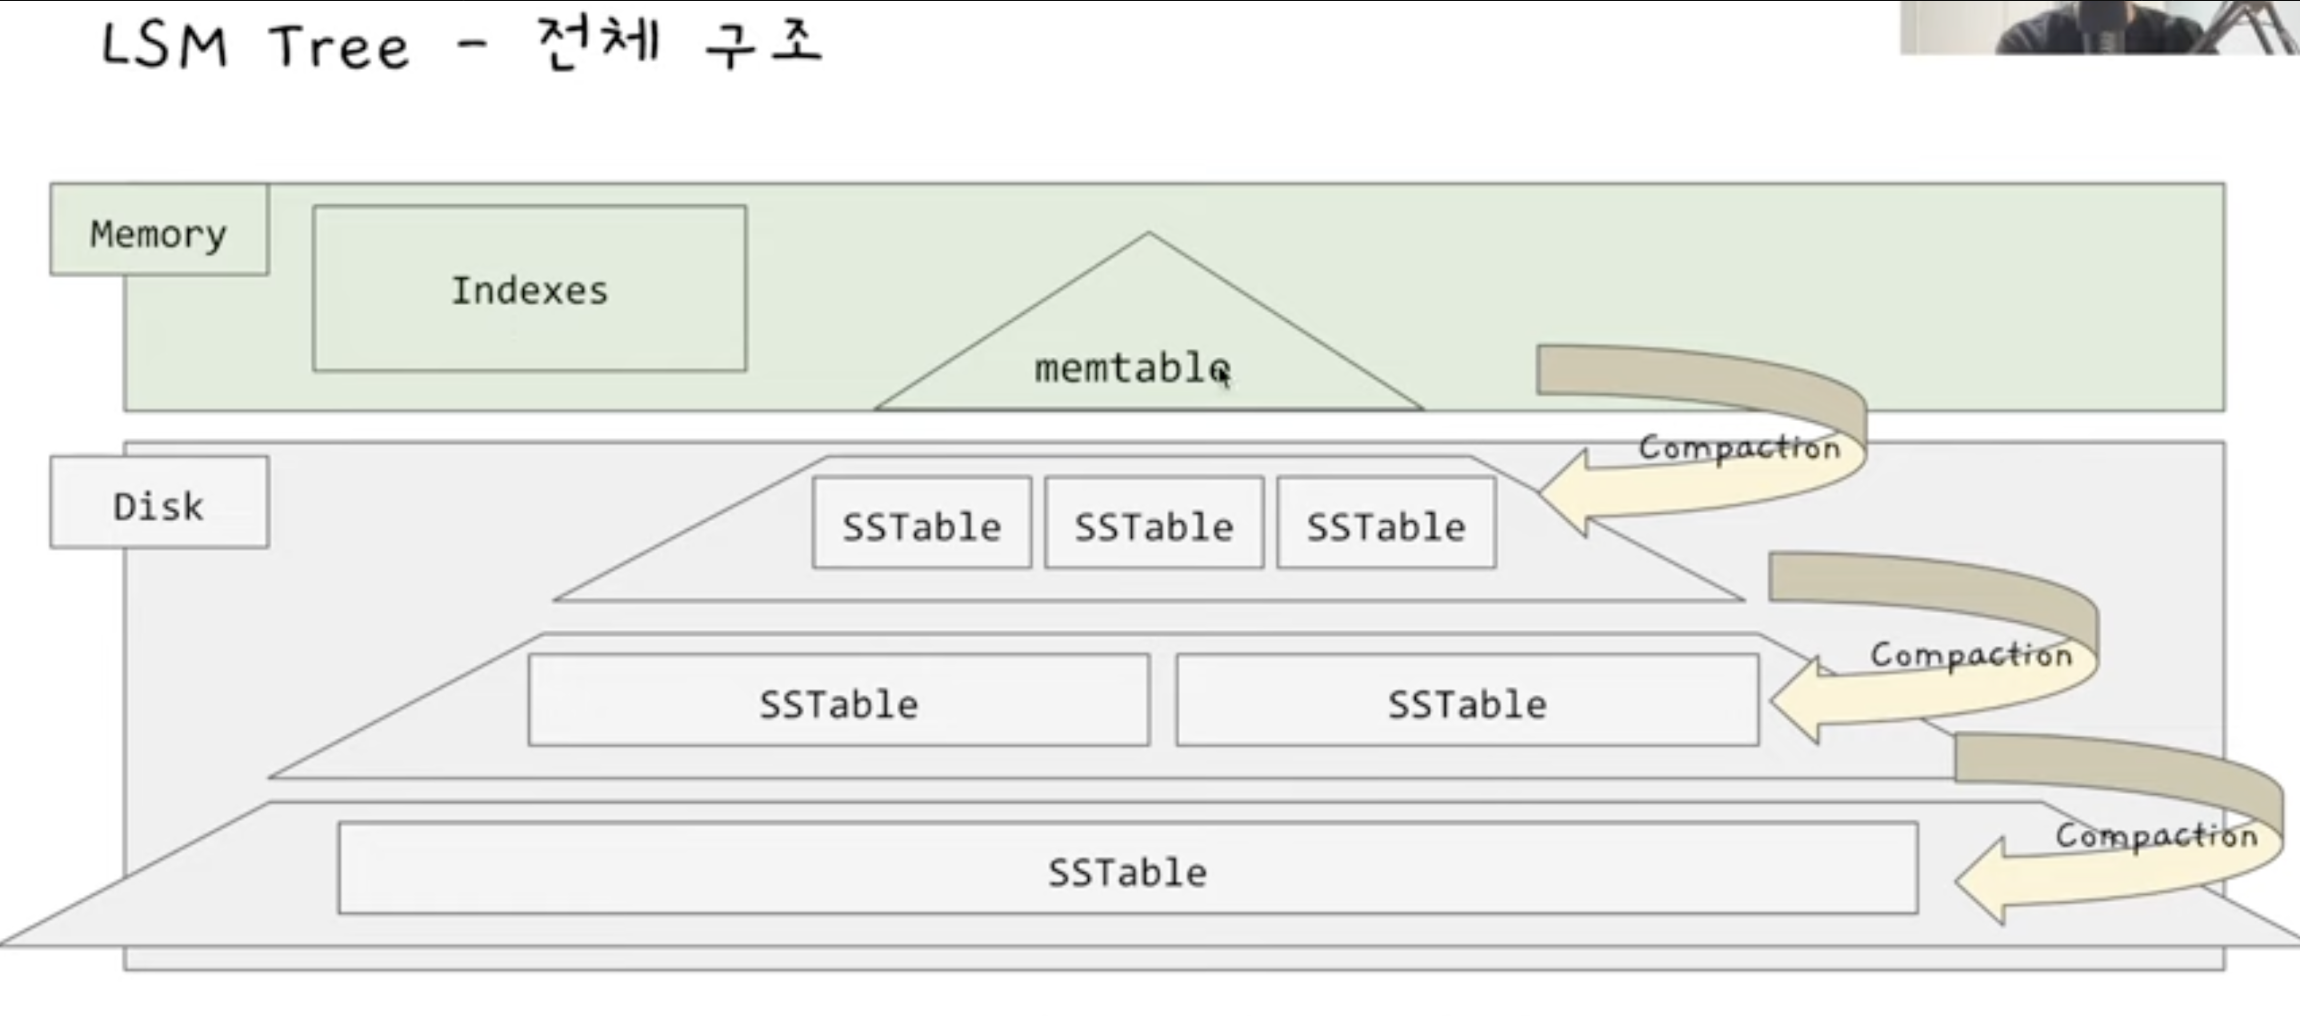 LSM Tree - 전체 구조
Memory
Indexes
memtable
Compaction
Disk
SSTable SSTable SSTable
Compaction
SSTable SSTable
Compaction
SSTable